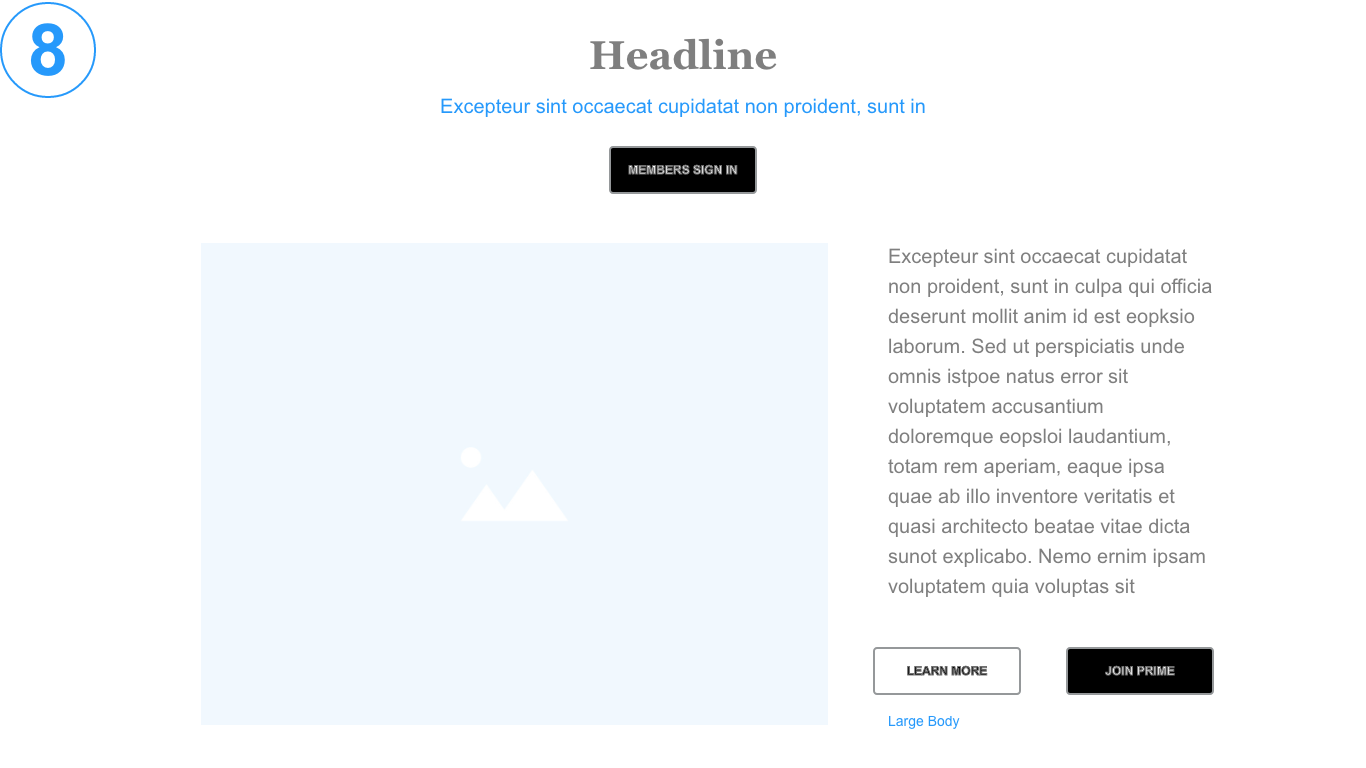 8
Headline
Excepteur sint occaecat cupidatat non proident, sunt in
MEMBERS SIGN IN
Excepteur sint occaecat cupidatat
non proident, sunt in culpa qui officia
deserunt mollit anim id est eopksio
laborum. Sed ut perspiciatis unde
omnis istpoe natus error sit
voluptatem accusantium
doloremque eopsloi laudantium,
totam rem aperiam, eaque ipsa
quae ab illo inventore veritatis et
quasi architecto beatae vitae dicta
sunot explicabo. Nemo ernim ipsam
voluptatem quia voluptas sit
LEARN MORE
JOIN PRIME
Large Body